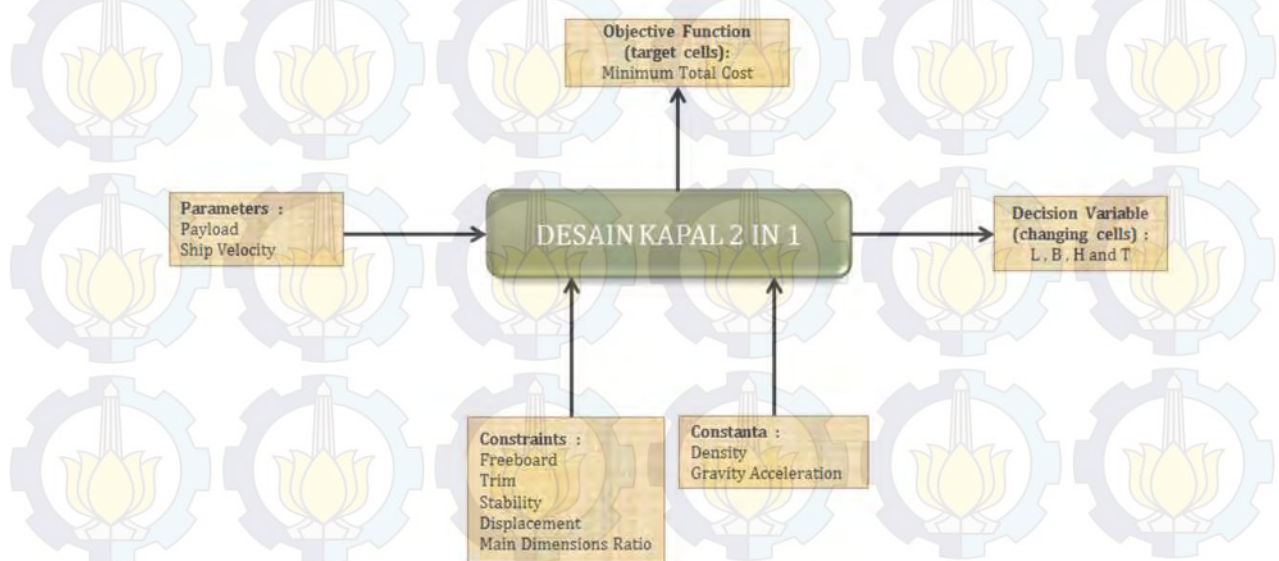 Objective Function
(target cells):
Minimum Total Cost
Parameters :
Payload
Ship Velocity
DESAIN KAPAL 2 IN 1
Decision Variable
(changing cells) :
L , B , H and T
Constraints :
Freeboard
Trim
Stability
Displacement
Main Dimensions Ratio
Constanta :
Density
Gravity Acceleration